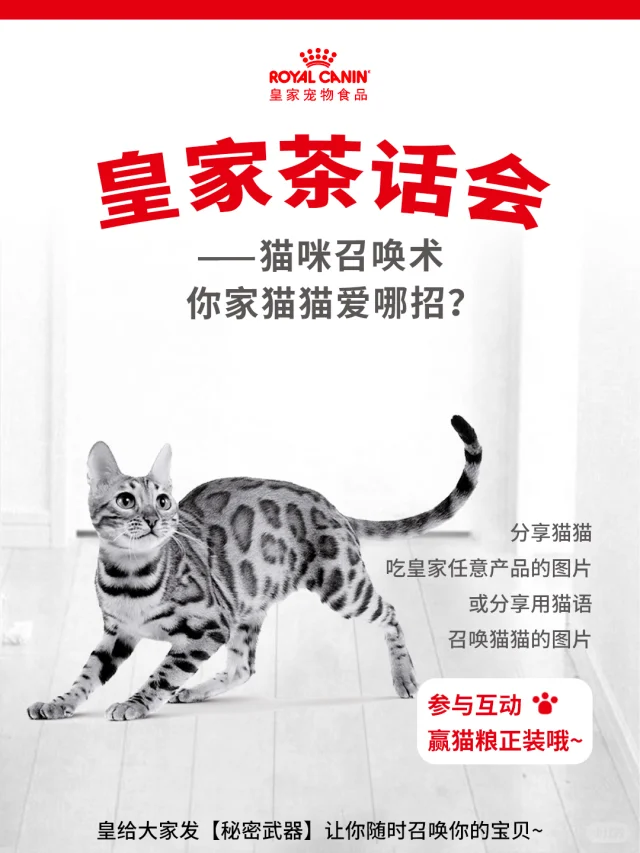 ROYAL CANIN
皇家宠物食品
皇家茶话会
——猫咪召唤术
你家猫猫爱哪招？
分享猫猫
吃皇家任意产品的图片
或分享用猫语
召唤猫猫的图片
参与互动
赢猫粮正装哦~
皇给大家发【秘密武器】让你随时召唤你的宝贝~